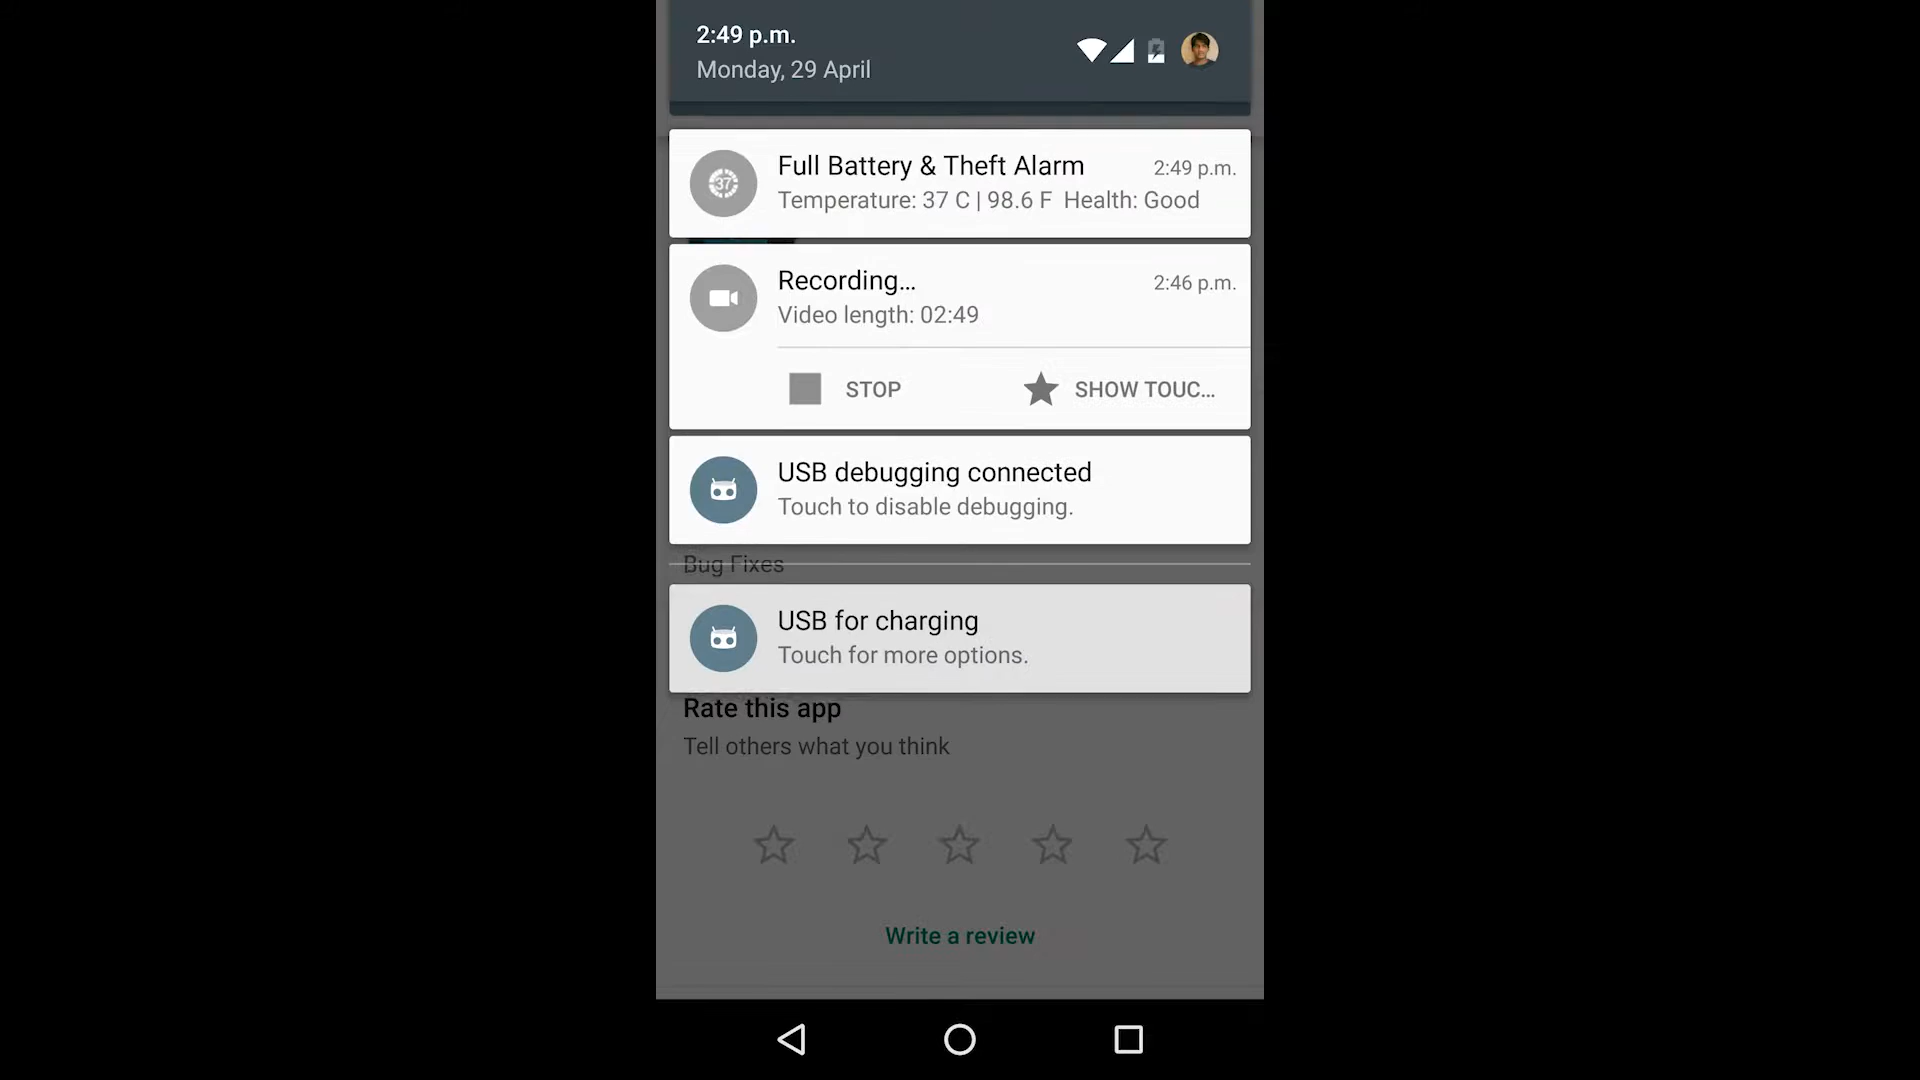 2:49 p.m.
Monday, 29 April
37
Full Battery & Theft Alarm
2:49 p.m.
Temperature: 37 C | 98.6 F Health: Good
Recording...
2:46 p.m.
Video length: 02:49
STOP
SHOW TOUC...
USB debugging connected
Touch to disable debugging.
Bug Fixes
USB for charging
Touch for more options.
Rate this app
Tell others what you think
Write a review